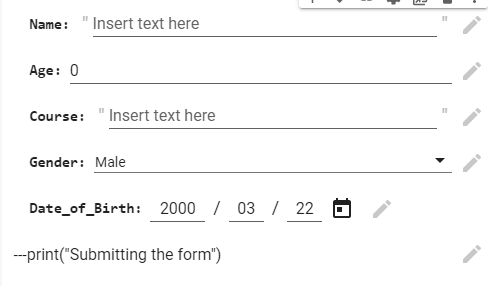 Name: " Insert text here "
Age: 0
Course: " Insert text here "
Gender: Male
Date_of_Birth: 2000 / 03 / 22
---print("Submitting the form")